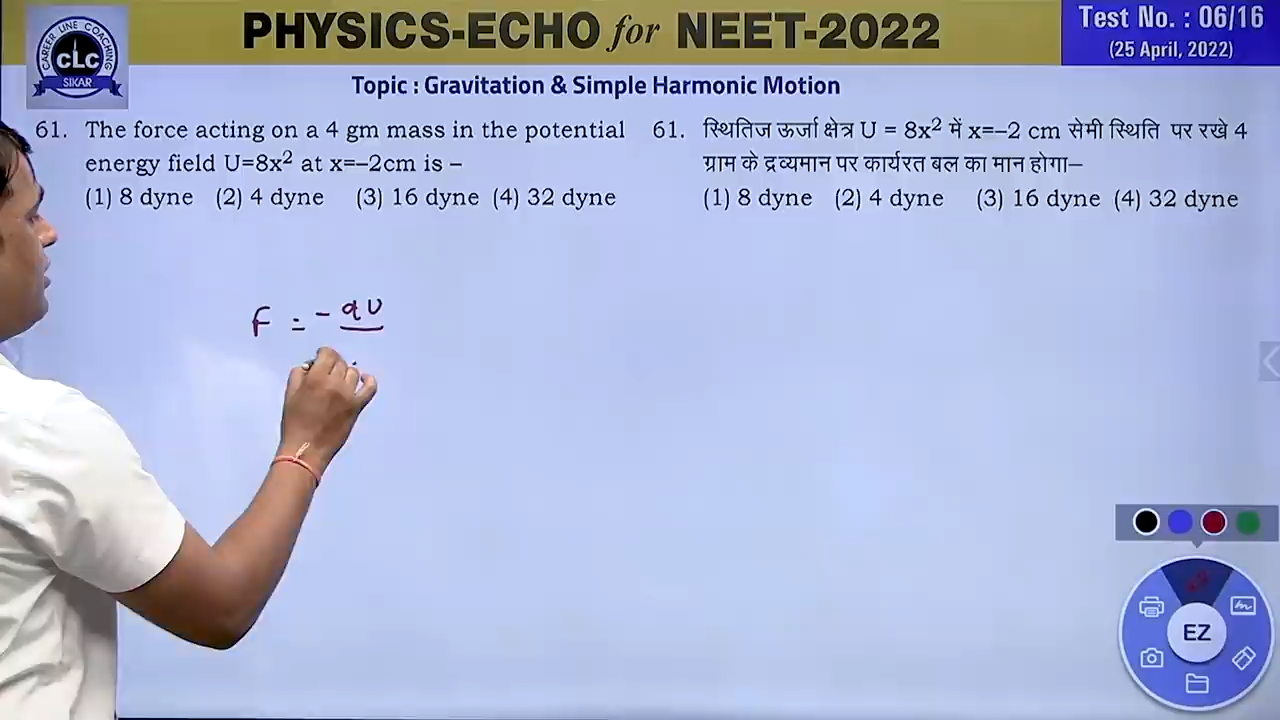 CAREER LINE COACHING
CLC
SIKAR
PHYSICS-ECHO for NEET-2022
Test No. : 06/16
(25 April, 2022)
Topic : Gravitation & Simple Harmonic Motion
61. The force acting on a 4 gm mass in the potential
energy field U=8x² at x=–2cm is –
(1) 8 dyne (2) 4 dyne (3) 16 dyne (4) 32 dyne
61. स्थितिज ऊर्जा क्षेत्र U = 8x² में x=–2 cm सेमी स्थिति पर रखे 4
ग्राम के द्रव्यमान पर कार्यरत बल का मान होगा–
(1) 8 dyne (2) 4 dyne (3) 16 dyne (4) 32 dyne
F = - dU
EZ